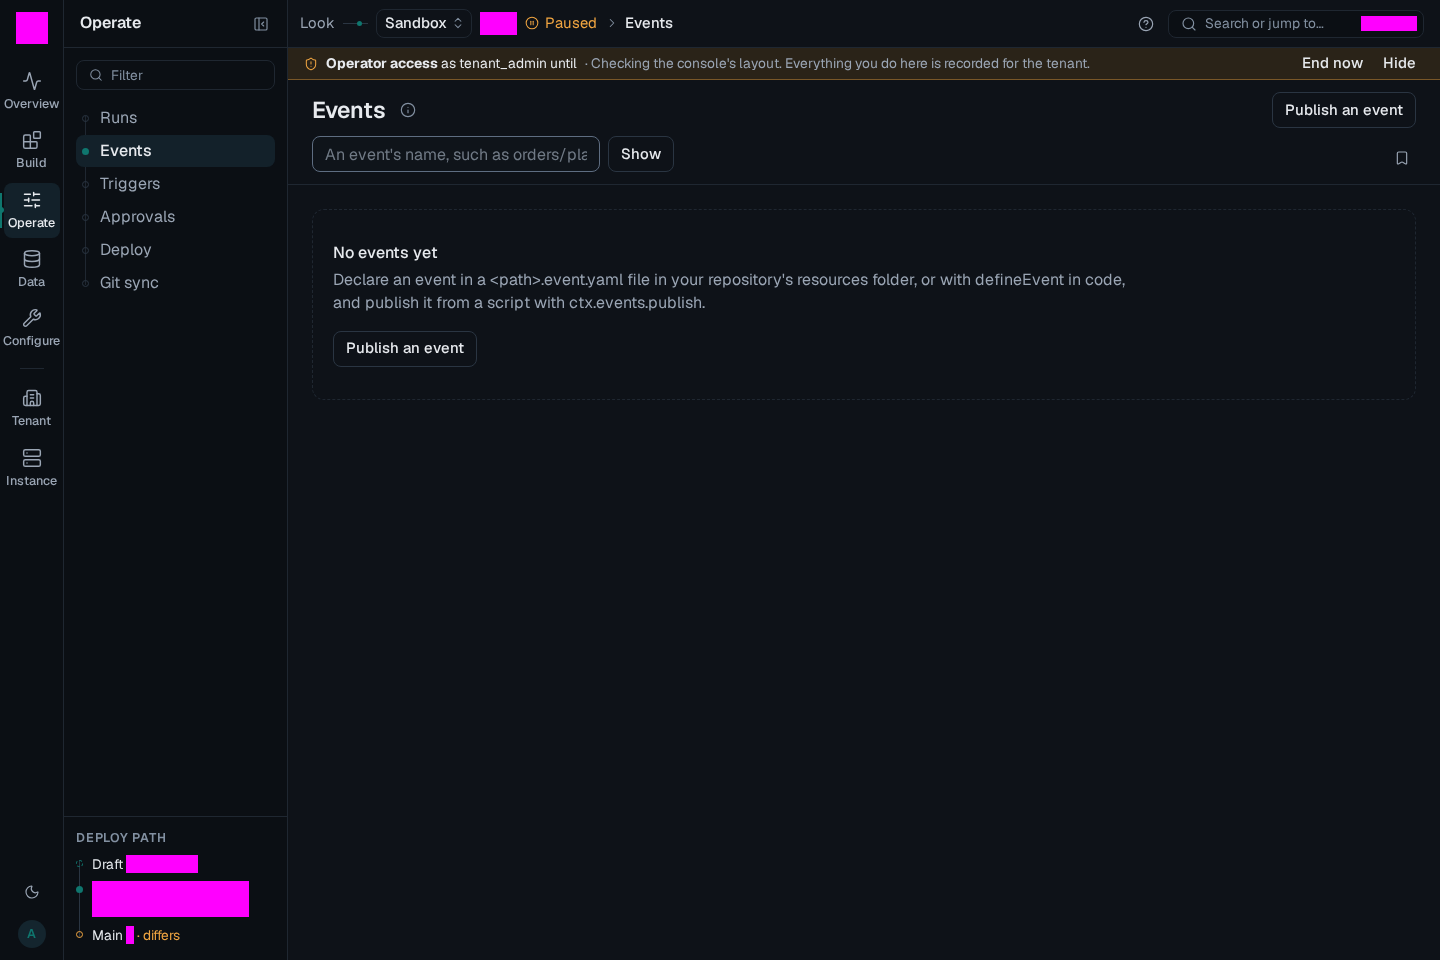 Operate
Look
Sandbox
Paused
Events
Search or jump to...
Operator access as tenant_admin until · Checking the console's layout. Everything you do here is recorded for the tenant.
End now
Hide
Overview
Build
Operate
Data
Configure
Tenant
Instance
A
Filter
Runs
Events
Triggers
Approvals
Deploy
Git sync
DEPLOY PATH
Draft
Main · differs
Events
Publish an event
An event's name, such as orders/pla
Show
No events yet
Declare an event in a <path>.event.yaml file in your repository's resources folder, or with defineEvent in code,
and publish it from a script with ctx.events.publish.
Publish an event